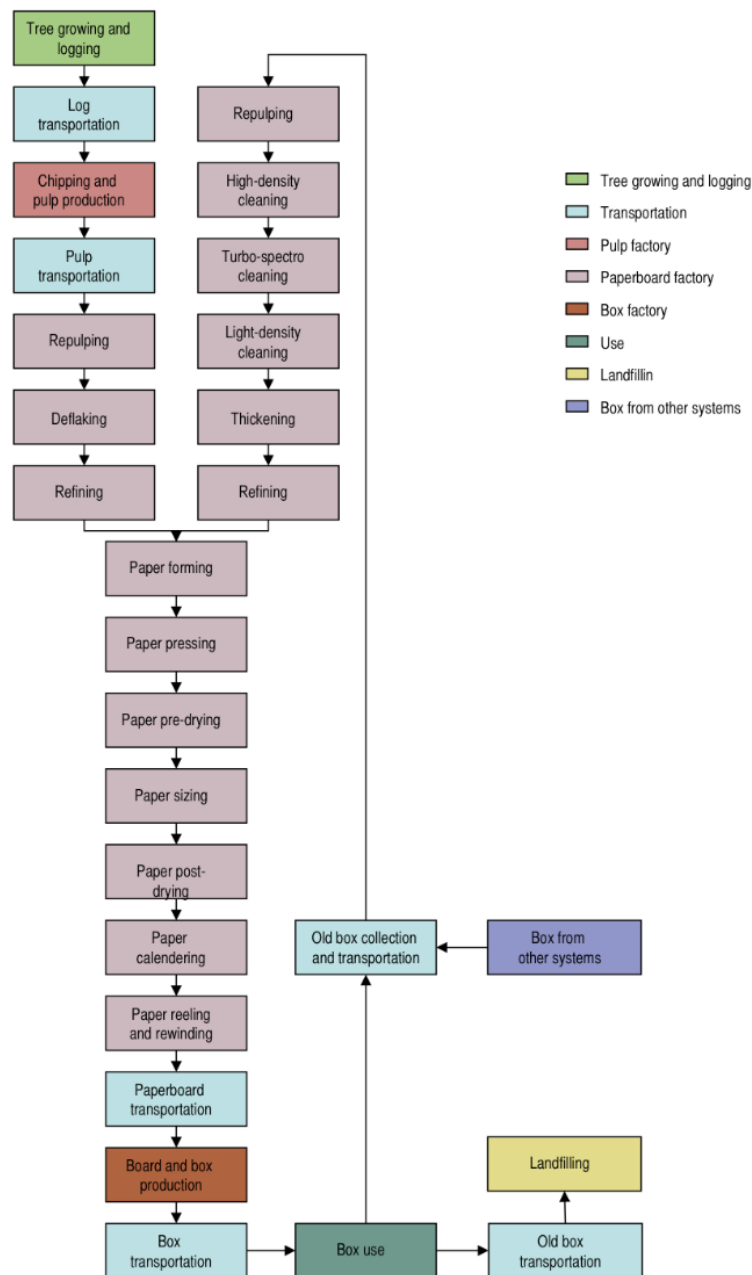 Tree growing and
logging
Log
transportation
Chipping and
pulp production
Pulp
transportation
Repulping
Deflaking
Refining
Repulping
High-density
cleaning
Turbo-spectro
cleaning
Light-density
cleaning
Thickening
Refining
Tree growing and logging
Transportation
Pulp factory
Paperboard factory
Box factory
Use
Landfillin
Box from other systems
Paper forming
Paper pressing
Paper pre-drying
Paper sizing
Paper post-
drying
Paper
calendering
Paper reeling
and rewinding
Paperboard
transportation
Board and box
production
Box
transportation
Old box collection
and transportation
Box from
other systems
Box use
Landfilling
Old box
transportation